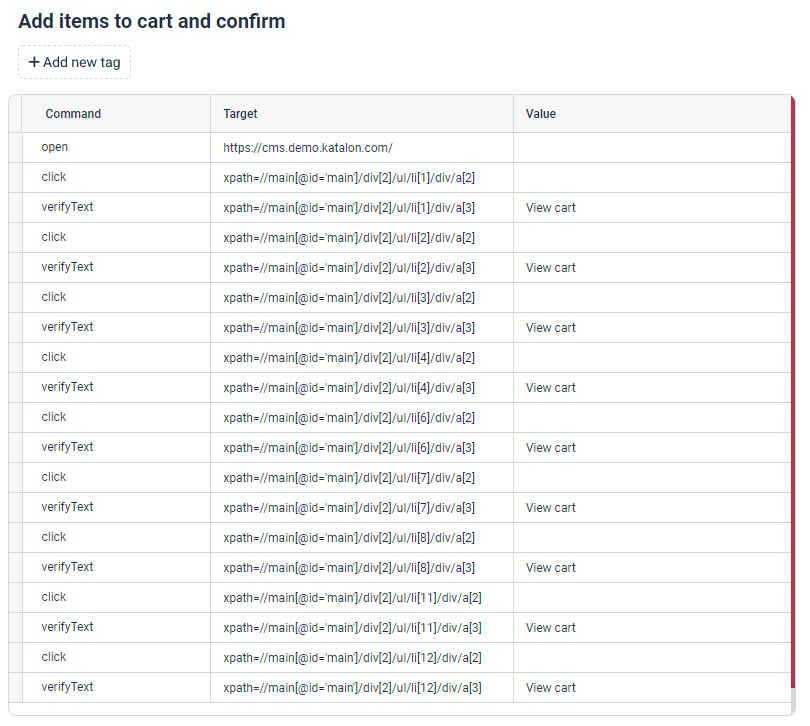 Add items to cart and confirm
+ Add new tag
Command Target Value
open https://cms.demo.katalon.com/
click xpath=//main[@id='main']/div[2]/ul/li[1]/div/a[2]
verifyText xpath=//main[@id='main']/div[2]/ul/li[1]/div/a[3] View cart
click xpath=//main[@id='main']/div[2]/ul/li[2]/div/a[2]
verifyText xpath=//main[@id='main']/div[2]/ul/li[2]/div/a[3] View cart
click xpath=//main[@id='main']/div[2]/ul/li[3]/div/a[2]
verifyText xpath=//main[@id='main']/div[2]/ul/li[3]/div/a[3] View cart
click xpath=//main[@id='main']/div[2]/ul/li[4]/div/a[2]
verifyText xpath=//main[@id='main']/div[2]/ul/li[4]/div/a[3] View cart
click xpath=//main[@id='main']/div[2]/ul/li[6]/div/a[2]
verifyText xpath=//main[@id='main']/div[2]/ul/li[6]/div/a[3] View cart
click xpath=//main[@id='main']/div[2]/ul/li[7]/div/a[2]
verifyText xpath=//main[@id='main']/div[2]/ul/li[7]/div/a[3] View cart
click xpath=//main[@id='main']/div[2]/ul/li[8]/div/a[2]
verifyText xpath=//main[@id='main']/div[2]/ul/li[8]/div/a[3] View cart
click xpath=//main[@id='main']/div[2]/ul/li[11]/div/a[2]
verifyText xpath=//main[@id='main']/div[2]/ul/li[11]/div/a[3] View cart
click xpath=//main[@id='main']/div[2]/ul/li[12]/div/a[2]
verifyText xpath=//main[@id='main']/div[2]/ul/li[12]/div/a[3] View cart